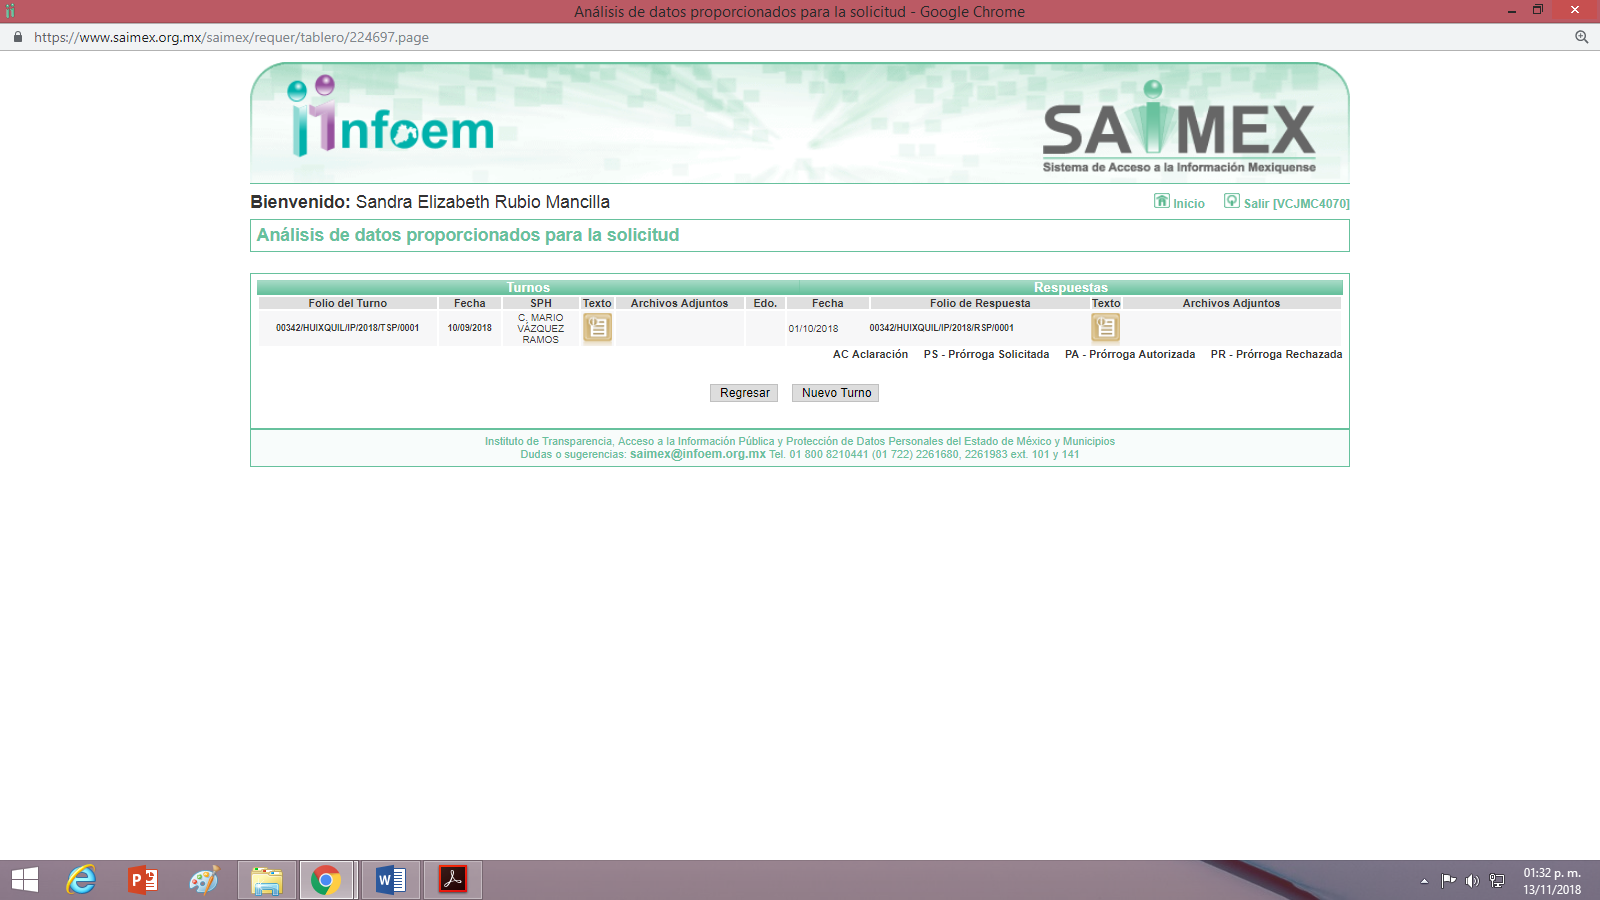 Análisis de datos proporcionados para la solicitud - Google Chrome
https://www.saimex.org.mx/saimex/requer/tablero/224697.page
infoem
SAIMEX
Sistema de Acceso a la Información Mexiquense
Bienvenido: Sandra Elizabeth Rubio Mancilla
Inicio Salir [VCJMC4070]
Análisis de datos proporcionados para la solicitud
Turnos Respuestas
Folio del Turno Fecha SPH Texto Archivos Adjuntos Edo. Fecha Folio de Respuesta Texto Archivos Adjuntos
00342/HUIXQUIL/IP/2018/TSP/0001 10/09/2018 C, MARIO VÁZQUEZ RAMOS 01/10/2018 00342/HUIXQUIL/IP/2018/RSP/0001
AC Aclaración PS - Prórroga Solicitada PA - Prórroga Autorizada PR - Prórroga Rechazada
Regresar Nuevo Turno
Instituto de Transparencia, Acceso a la Información Pública y Protección de Datos Personales del Estado de México y Municipios
Dudas o sugerencias: saimex@infoem.org.mx Tel. 01 800 8210441 (01 722) 2261680, 2261983 ext. 101 y 141
01:32 p. m.
13/11/2018